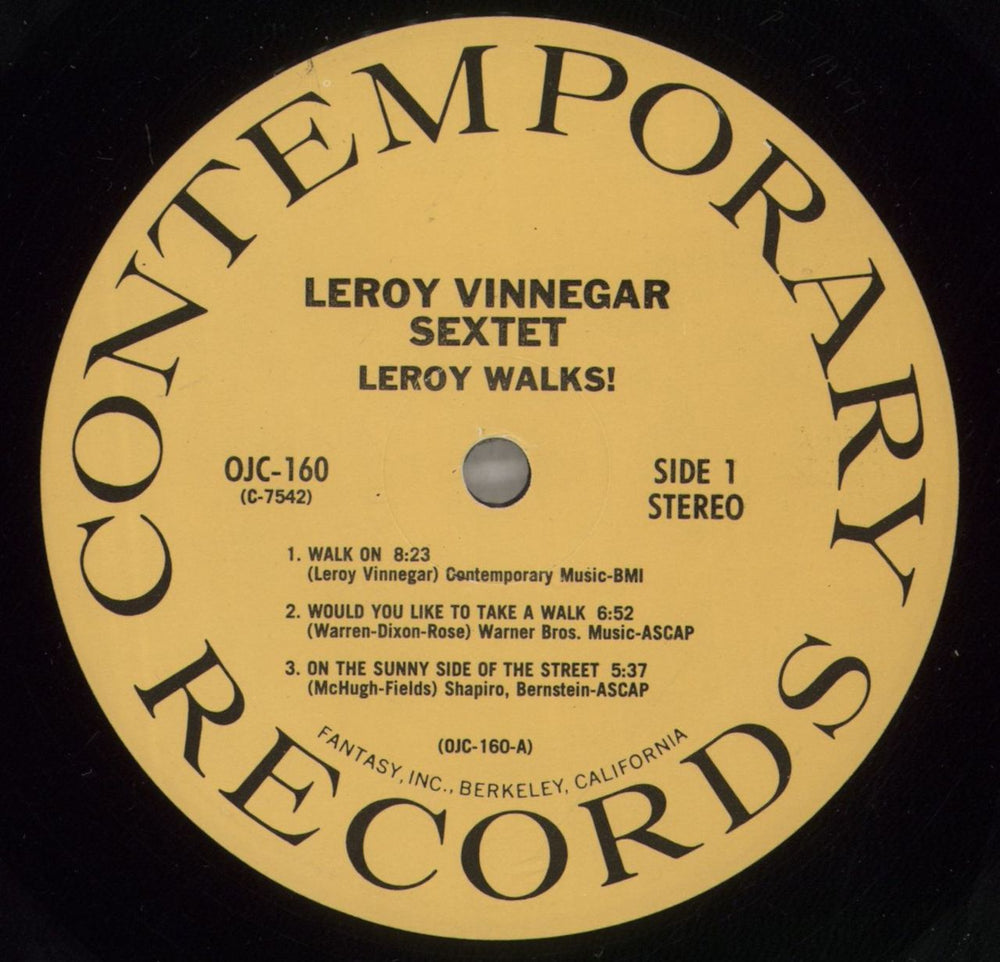 CONTEMPORARY RECORDS
LEROY VINNEGAR
SEXTET
LEROY WALKS!
OJC-160
(C-7542)
SIDE 1
STEREO
1. WALK ON 8:23
(Leroy Vinnegar) Contemporary Music-BMI
2. WOULD YOU LIKE TO TAKE A WALK 6:52
(Warren-Dixon-Rose) Warner Bros. Music-ASCAP
3. ON THE SUNNY SIDE OF THE STREET 5:37
(McHugh-Fields) Shapiro, Bernstein-ASCAP
(OJC-160-A)
FANTASY, INC., BERKELEY, CALIFORNIA